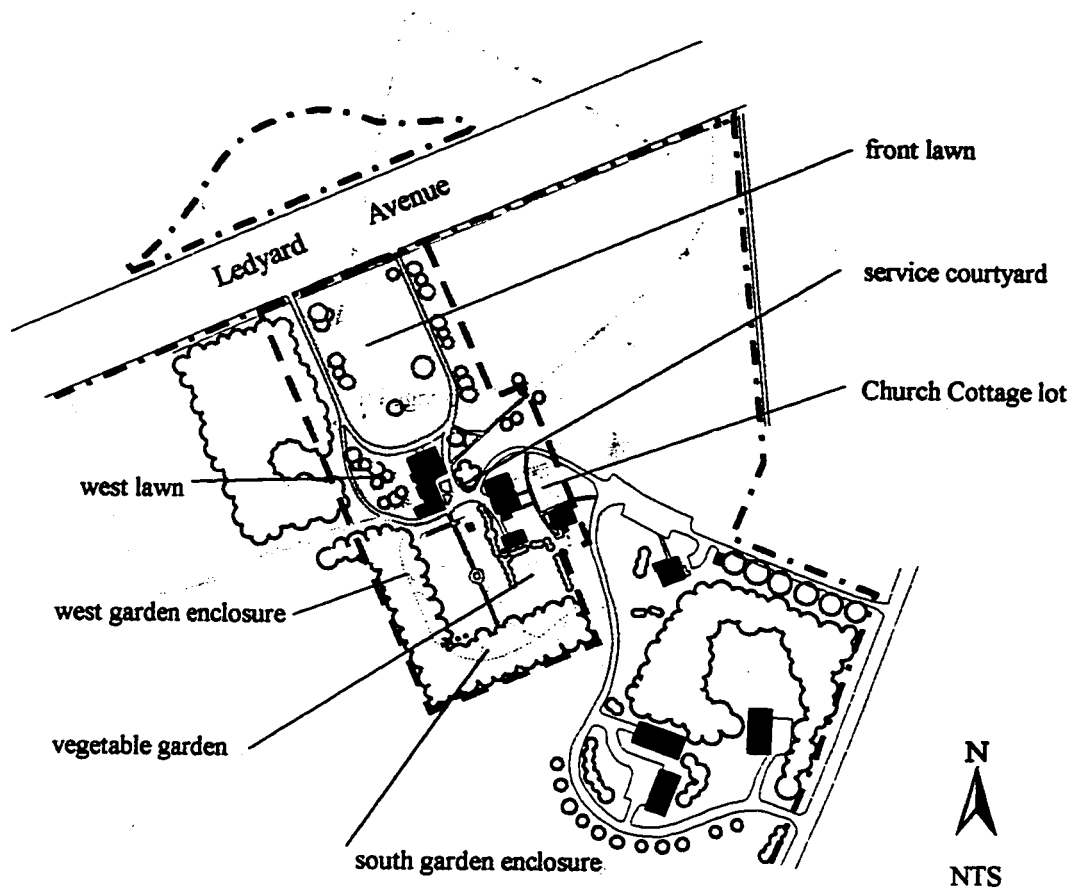 front lawn
Ledyard Avenue
service courtyard
Church Cottage lot
west lawn
west garden enclosure
vegetable garden
south garden enclosure
N
NTS